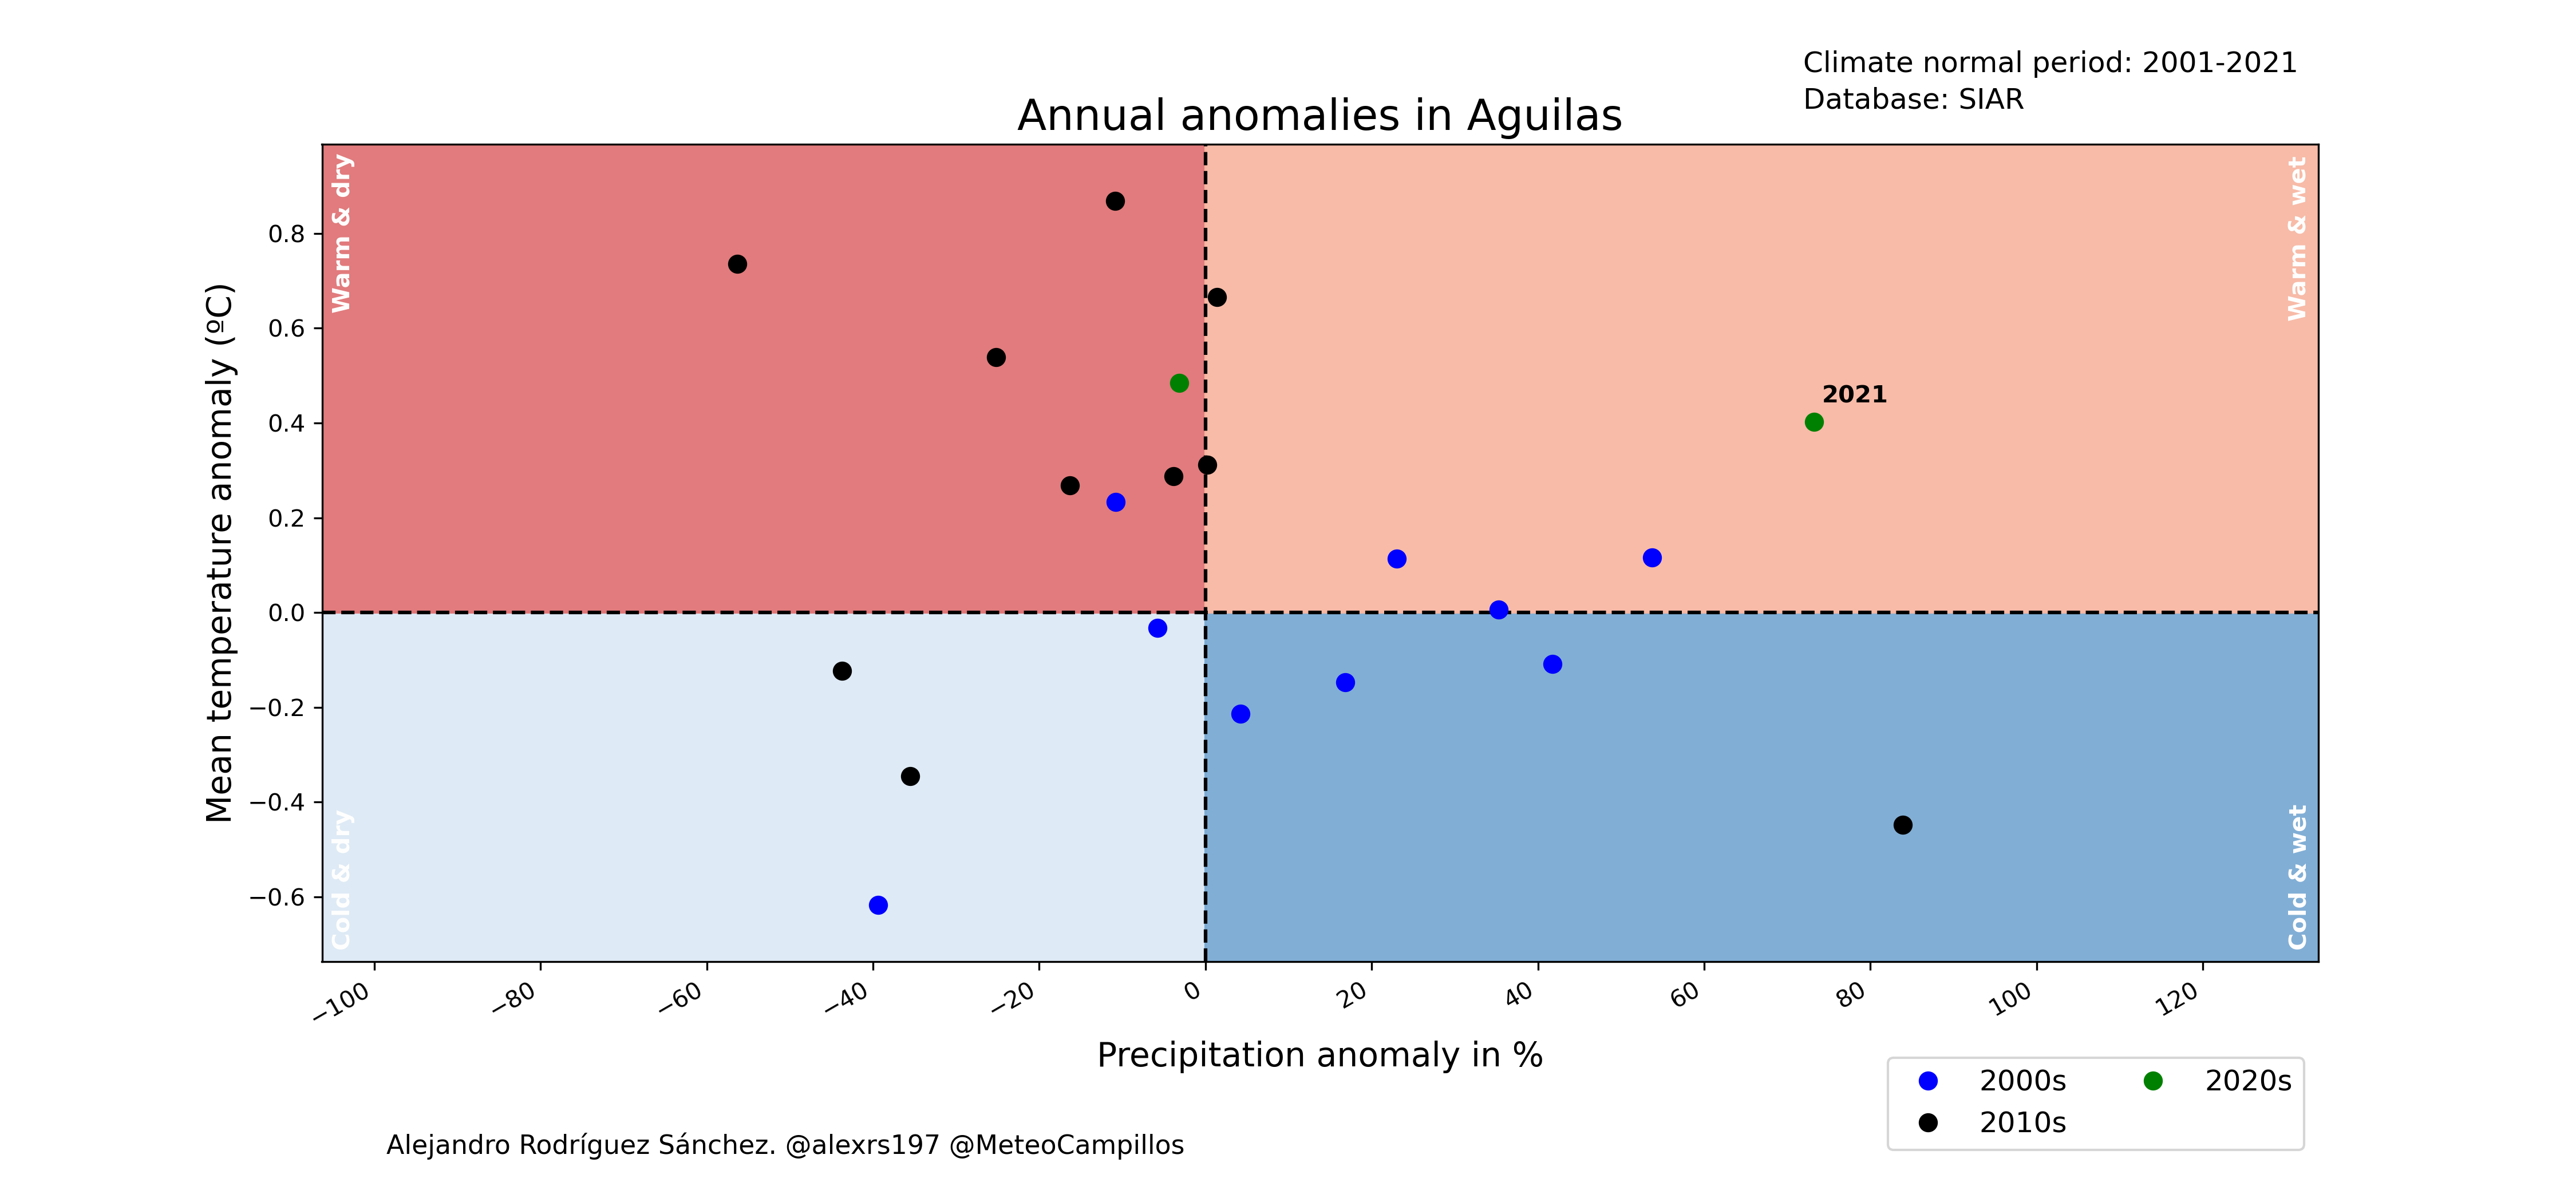 Climate normal period: 2001-2021
Database: SIAR
Annual anomalies in Aguilas
Warm & dry
Warm & wet
Cold & dry
Cold & wet
2021
Mean temperature anomaly (ºC)
0.8
0.6
0.4
0.2
0.0
−0.2
−0.4
−0.6
−100
−80
−60
−40
−20
0
20
40
60
80
100
120
Precipitation anomaly in %
2000s
2010s
2020s
Alejandro Rodríguez Sánchez. @alexrs197 @MeteoCampillos